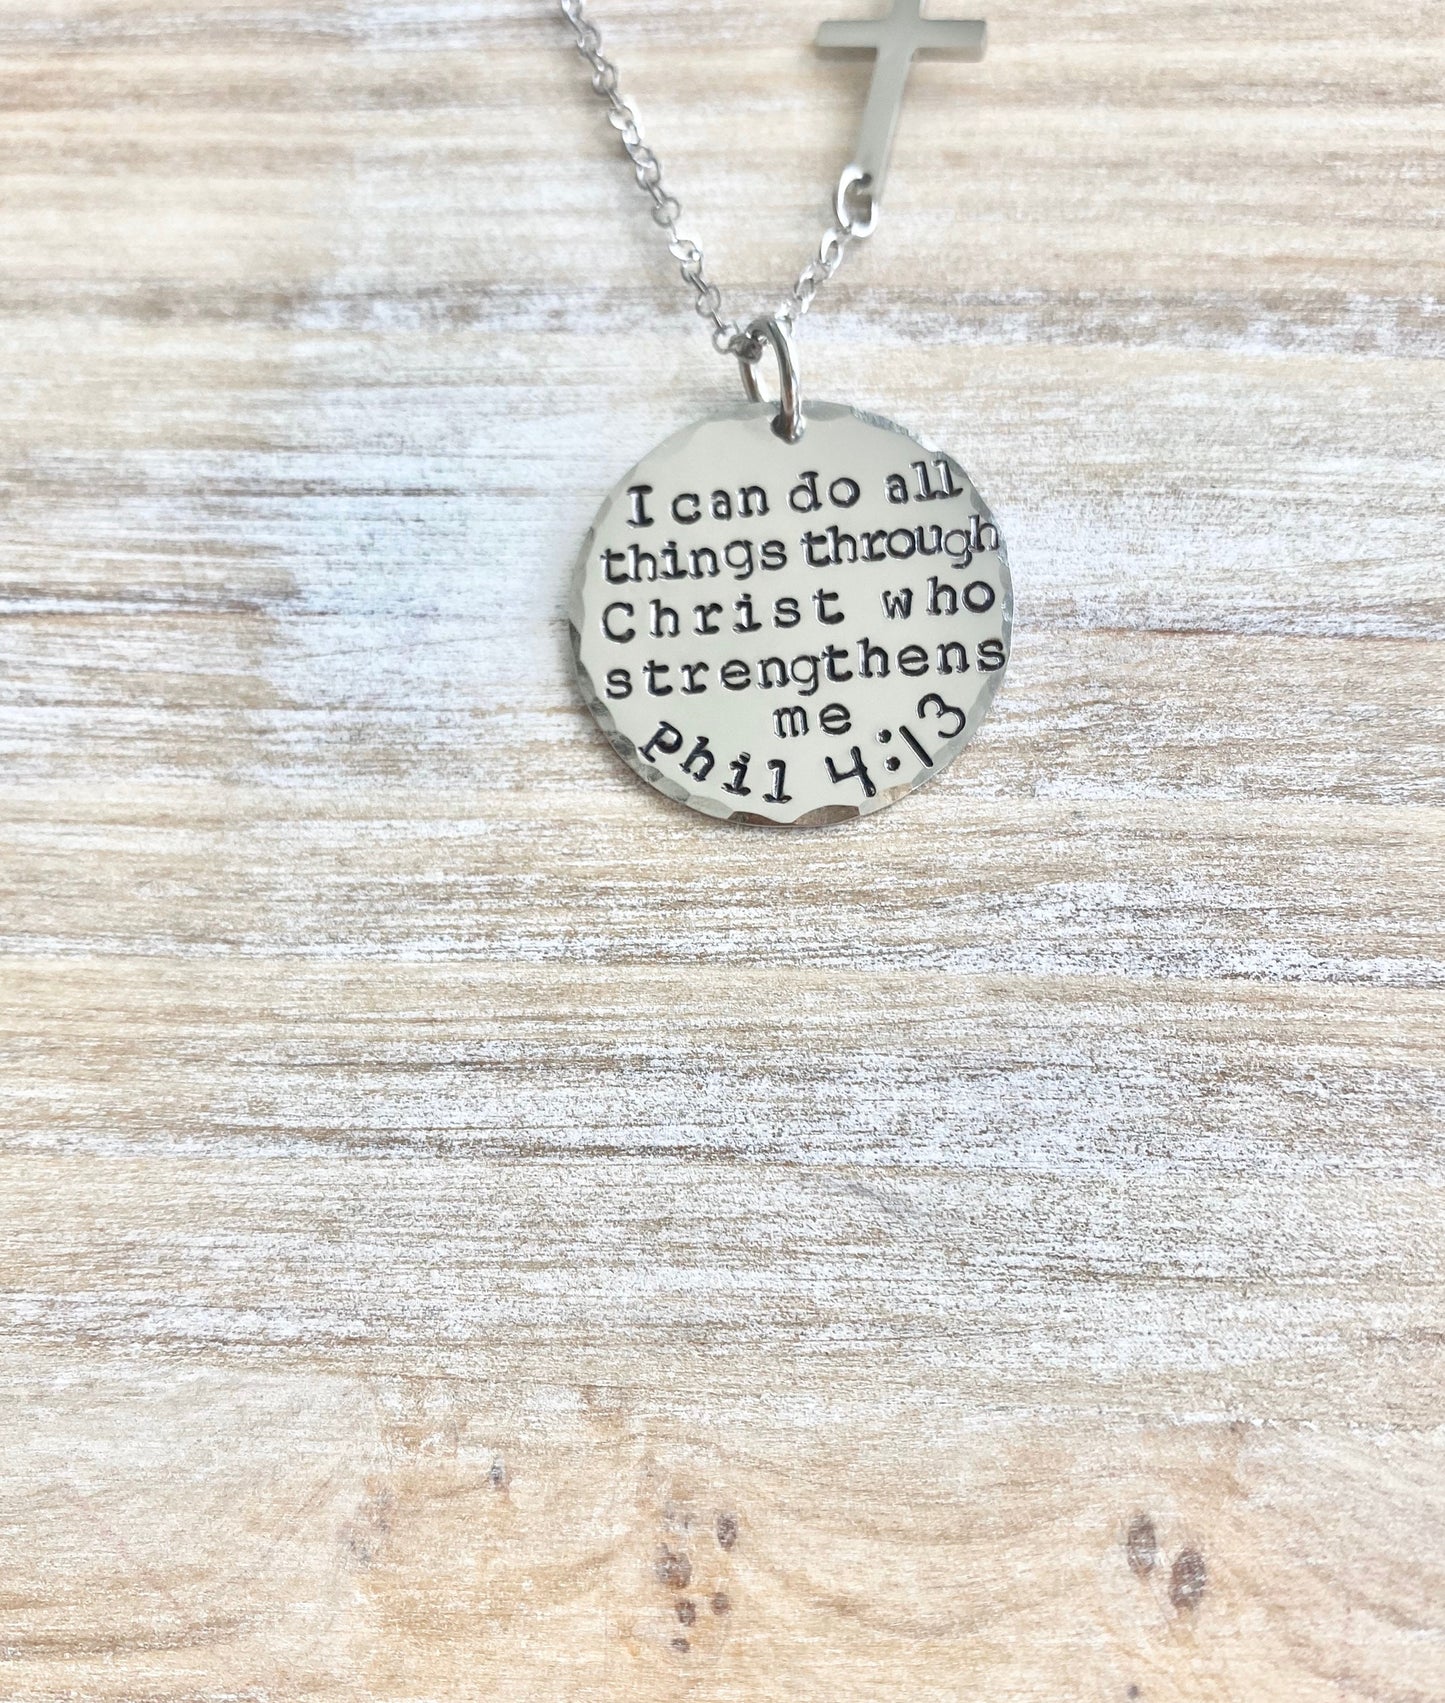 I can do all
things through
Christ who
strengthens
me
Phil 4:13